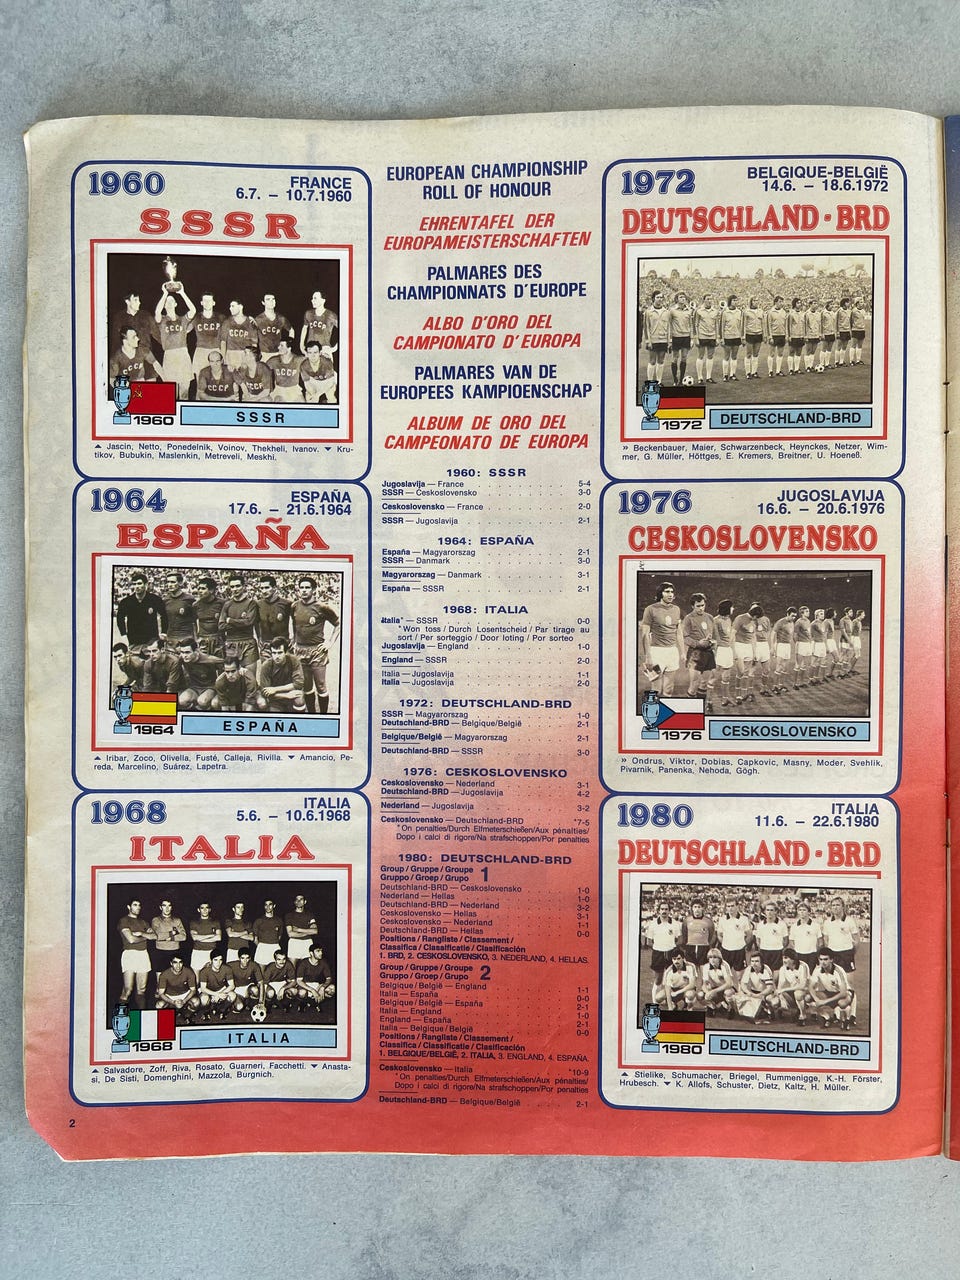 1960
FRANCE
6.7. – 10.7.1960
SSSR
CCCP CCCP CCCP CCCP CCCP
CCCP CCCP CCCP CCCP CCCP
1960
SSSR
Jascin, Netto, Ponedelnik, Voinov, Thekheli, Ivanov. Kru-
tikov, Bubukin, Maslenkin, Metreveli, Meskhi.
1964
ESPAÑA
17.6. – 21.6.1964
ESPAÑA
1964
ESPAÑA
Iribar, Zoco, Olivella, Fusté, Calleja, Rivilla. Amancio, Pe-
reda, Marcelino, Suárez, Lapetra.
1968
ITALIA
5.6. – 10.6.1968
ITALIA
1968
ITALIA
Salvadore, Zoff, Riva, Rosato, Guarneri, Facchetti. Anasta-
si, De Sisti, Domenghini, Mazzola, Burgnich.
2
EUROPEAN CHAMPIONSHIP
ROLL OF HONOUR
EHRENTAFEL DER
EUROPAMEISTERSCHAFTEN
PALMARES DES
CHAMPIONNATS D'EUROPE
ALBO D'ORO DEL
CAMPIONATO D'EUROPA
PALMARES VAN DE
EUROPEES KAMPIOENSCHAP
ALBUM DE ORO DEL
CAMPEONATO DE EUROPA
1960: SSSR
Jugoslavija — France 5-4
SSSR — Ceskoslovensko 3-0
Ceskoslovensko — France 2-0
SSSR — Jugoslavija 2-1
1964: ESPAÑA
España — Magyarorszag 2-1
SSSR — Danmark 3-0
Magyarorszag — Danmark 3-1
España — SSSR 2-1
1968: ITALIA
Italia* — SSSR 0-0
*Won toss / Durch Losentscheid / Par tirage au
sort / Per sorteggio / Door loting / Por sorteo
Jugoslavija — England 1-0
England — SSSR 2-0
Italia — Jugoslavija 1-1
Italia — Jugoslavija 2-0
1972: DEUTSCHLAND-BRD
SSSR — Magyarorszag 1-0
Deutschland-BRD — Belgique/België 2-1
Belgique/België — Magyarorszag 2-1
Deutschland-BRD — SSSR 3-0
1976: CESKOSLOVENSKO
Ceskoslovensko — Nederland 3-1
Deutschland-BRD — Jugoslavija 4-2
Nederland — Jugoslavija 3-2
Ceskoslovensko — Deutschland-BRD *7-5
*On penalties/Durch Elfmeterschießen/Aux pénalties/
Dopo i calci di rigore/Na strafschoppen/Por penalties
1980: DEUTSCHLAND-BRD
Group / Gruppe / Groupe 1
Gruppo / Groep / Grupo
Deutschland-BRD — Ceskoslovensko 1-0
Nederland — Hellas 1-0
Deutschland-BRD — Nederland 3-2
Ceskoslovensko — Hellas 3-1
Ceskoslovensko — Nederland 1-1
Deutschland-BRD — Hellas 0-0
Positions / Rangliste / Classement /
Classifica / Classificatie / Clasificación
1. BRD, 2. CESKOSLOVENSKO, 3. NEDERLAND, 4. HELLAS
Group / Gruppe / Groupe 2
Gruppo / Groep / Grupo
Belgique/België — England 1-1
Italia — España 0-0
Belgique/België — España 2-1
Italia — England 1-0
England — España 2-1
Italia — Belgique/België 0-0
Positions / Rangliste / Classement /
Classifica / Classificatie / Clasificación
1. BELGIQUE/BELGIË, 2. ITALIA, 3. ENGLAND, 4. ESPAÑA
Ceskoslovensko — Italia *10-9
*On penalties/Durch Elfmeterschießen/Aux pénalties/
Dopo i calci di rigore/Na strafschoppen/Por penalties
Deutschland-BRD — Belgique/België 2-1
1972
BELGIQUE-BELGIË
14.6. – 18.6.1972
DEUTSCHLAND-BRD
1972
DEUTSCHLAND-BRD
» Beckenbauer, Maier, Schwarzenbeck, Heynckes, Netzer, Wim-
mer, G. Müller, Höttges, E. Kremers, Breitner, U. Hoeneß.
1976
JUGOSLAVIJA
16.6. – 20.6.1976
CESKOSLOVENSKO
1976
CESKOSLOVENSKO
» Ondrus, Viktor, Dobias, Capkovic, Masny, Moder, Svehlik,
Pivarnik, Panenka, Nehoda, Gögh.
1980
ITALIA
11.6. – 22.6.1980
DEUTSCHLAND-BRD
1980
DEUTSCHLAND-BRD
Stielike, Schumacher, Briegel, Rummenigge, K.-H. Förster,
Hrubesch. K. Allofs, Schuster, Dietz, Kaltz, H. Müller.